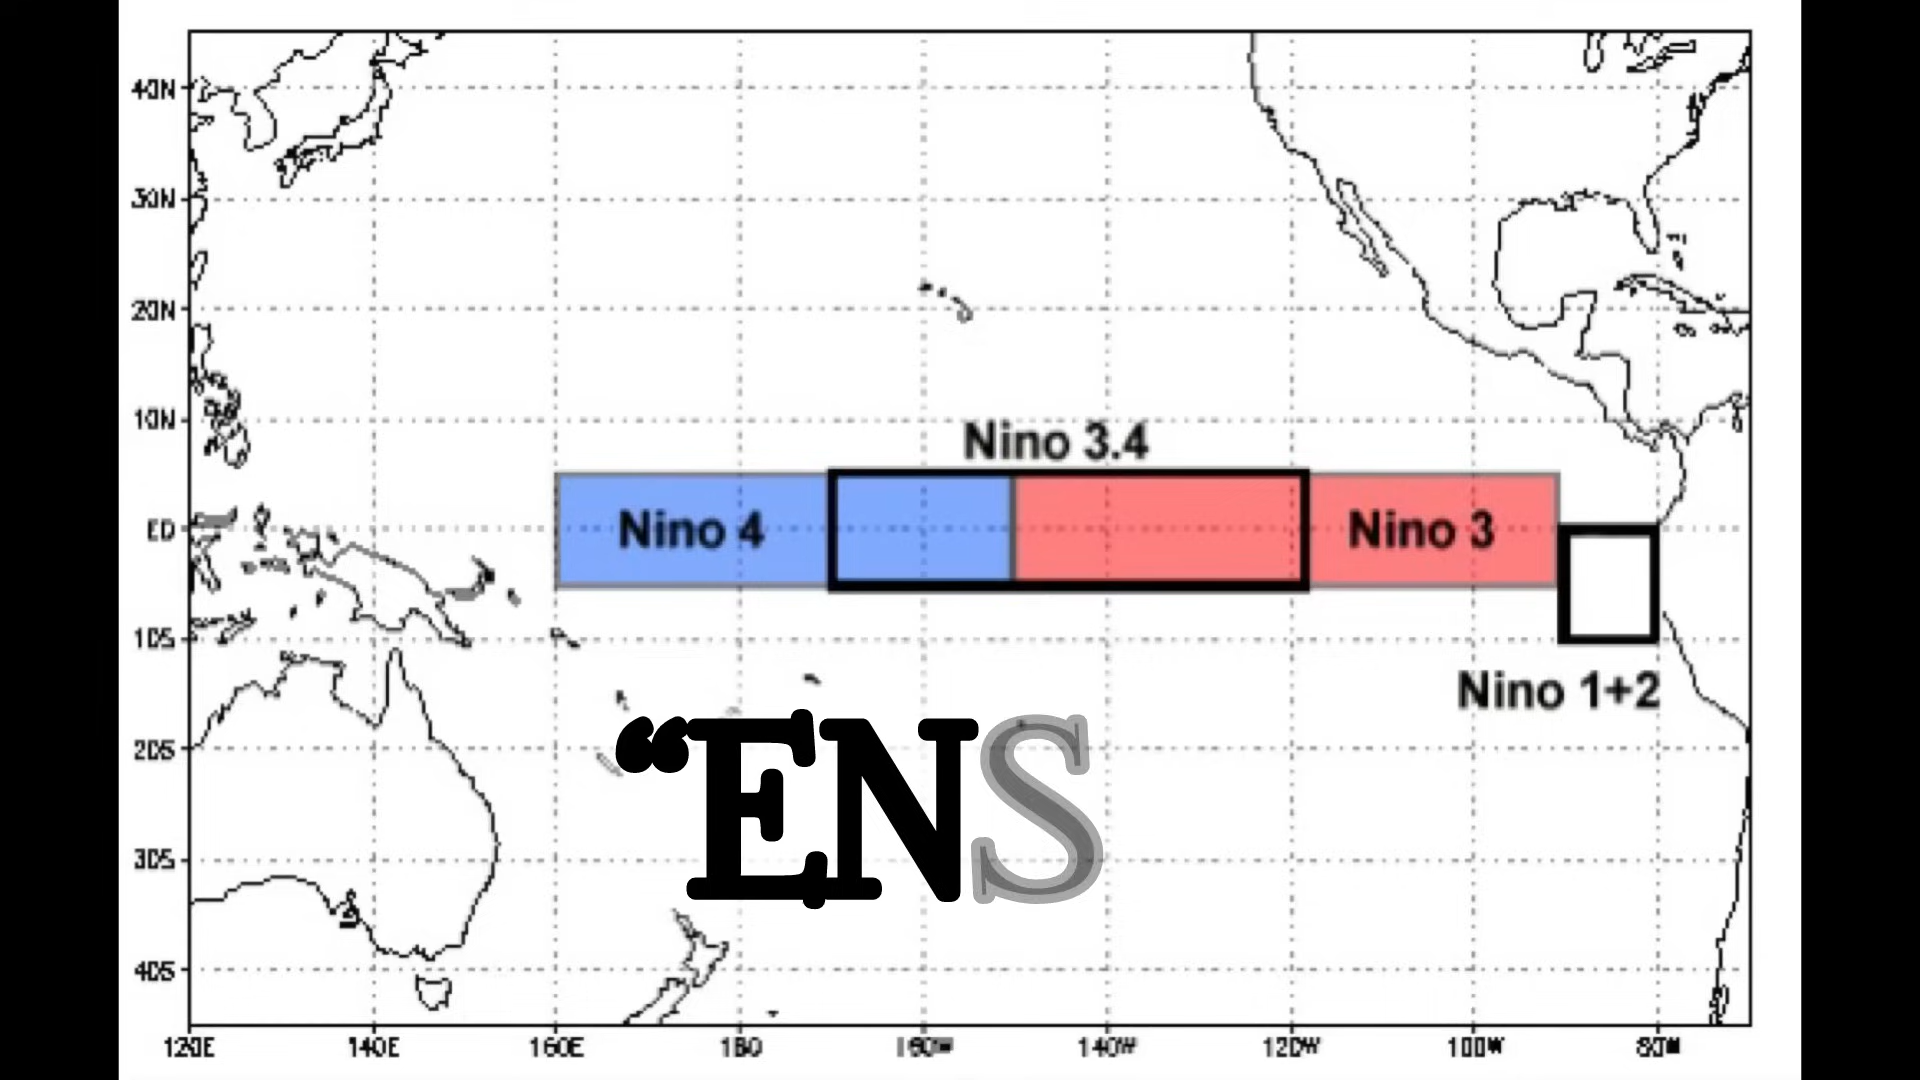 40N
30N
20N
10N
EQ
10S
20S
30S
40S
Nino 3.4
Nino 4
Nino 3
Nino 1+2
“ENS
120E 140E 160E 180 160W 140W 120W 100W 80W